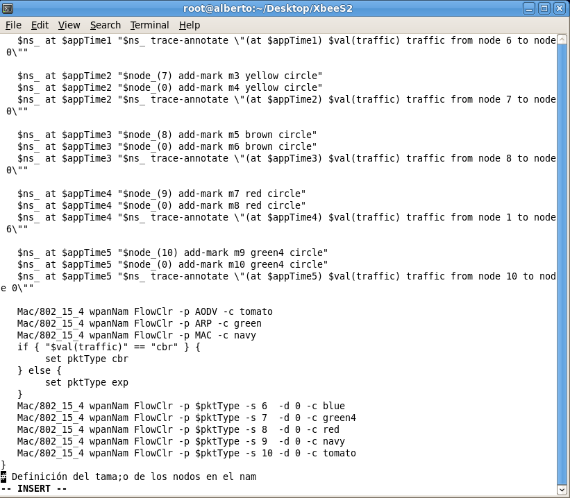 root@alberto:~/Desktop/XbeeS2
File Edit View Search Terminal Help
$ns_ at $appTime1 "$ns_ trace-annotate \"(at $appTime1) $val(traffic) traffic from node 6 to node
0\""
$ns_ at $appTime2 "$node_(7) add-mark m3 yellow circle"
$ns_ at $appTime2 "$node_(0) add-mark m4 yellow circle"
$ns_ at $appTime2 "$ns_ trace-annotate \"(at $appTime2) $val(traffic) traffic from node 7 to node
0\""
$ns_ at $appTime3 "$node_(8) add-mark m5 brown circle"
$ns_ at $appTime3 "$node_(0) add-mark m6 brown circle"
$ns_ at $appTime3 "$ns_ trace-annotate \"(at $appTime3) $val(traffic) traffic from node 8 to node
0\""
$ns_ at $appTime4 "$node_(9) add-mark m7 red circle"
$ns_ at $appTime4 "$node_(0) add-mark m8 red circle"
$ns_ at $appTime4 "$ns_ trace-annotate \"(at $appTime4) $val(traffic) traffic from node 1 to node
6\""
$ns_ at $appTime5 "$node_(10) add-mark m9 green4 circle"
$ns_ at $appTime5 "$node_(0) add-mark m10 green4 circle"
$ns_ at $appTime5 "$ns_ trace-annotate \"(at $appTime5) $val(traffic) traffic from node 10 to nod
e 0\""
Mac/802_15_4 wpanNam FlowClr -p AODV -c tomato
Mac/802_15_4 wpanNam FlowClr -p ARP -c green
Mac/802_15_4 wpanNam FlowClr -p MAC -c navy
if { "$val(traffic)" == "cbr" } {
set pktType cbr
} else {
set pktType exp
}
Mac/802_15_4 wpanNam FlowClr -p $pktType -s 6 -d 0 -c blue
Mac/802_15_4 wpanNam FlowClr -p $pktType -s 7 -d 0 -c green4
Mac/802_15_4 wpanNam FlowClr -p $pktType -s 8 -d 0 -c red
Mac/802_15_4 wpanNam FlowClr -p $pktType -s 9 -d 0 -c navy
Mac/802_15_4 wpanNam FlowClr -p $pktType -s 10 -d 0 -c tomato
}
# Definición del tama;o de los nodos en el nam
-- INSERT --